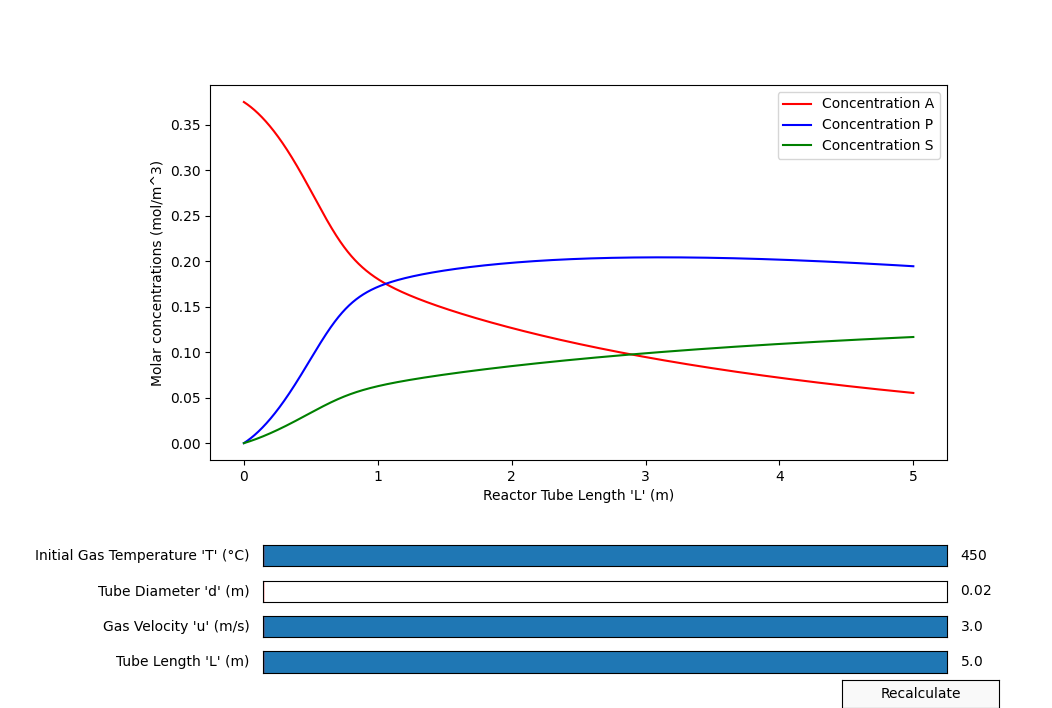 Concentration A
Concentration P
Concentration S
0.35
0.30
0.25
0.20
0.15
0.10
0.05
0.00
Molar concentrations (mol/m^3)
0 1 2 3 4 5
Reactor Tube Length 'L' (m)
Initial Gas Temperature 'T' (°C) 450
Tube Diameter 'd' (m) 0.02
Gas Velocity 'u' (m/s) 3.0
Tube Length 'L' (m) 5.0
Recalculate